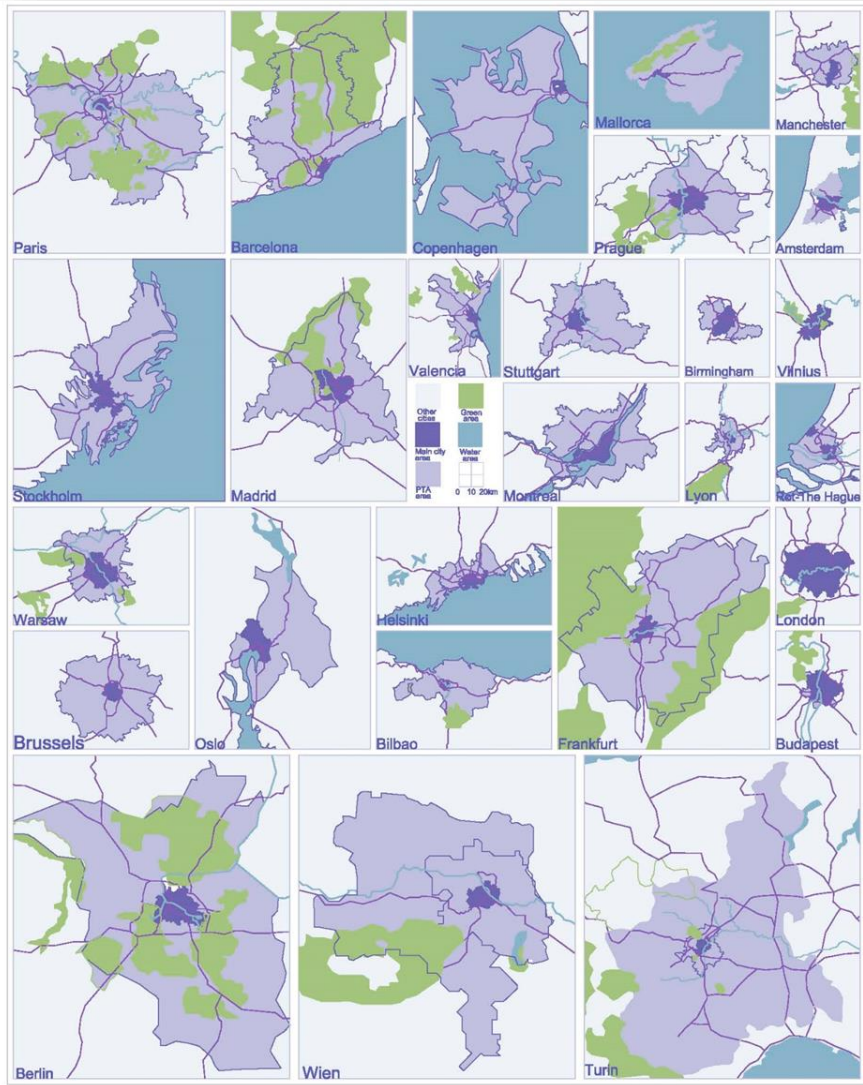 Paris
Barcelona
Copenhagen
Mallorca
Manchester
Prague
Amsterdam
Stockholm
Madrid
Valencia
Stuttgart
Birmingham
Vilnius
Other
cities
Green
area
Main city
area
Water
area
PTA
area
0 10 20km
Montreal
Lyon
Rot-The Hague
Warsaw
Oslo
Helsinki
Frankfurt
London
Brussels
Bilbao
Budapest
Berlin
Wien
Turin